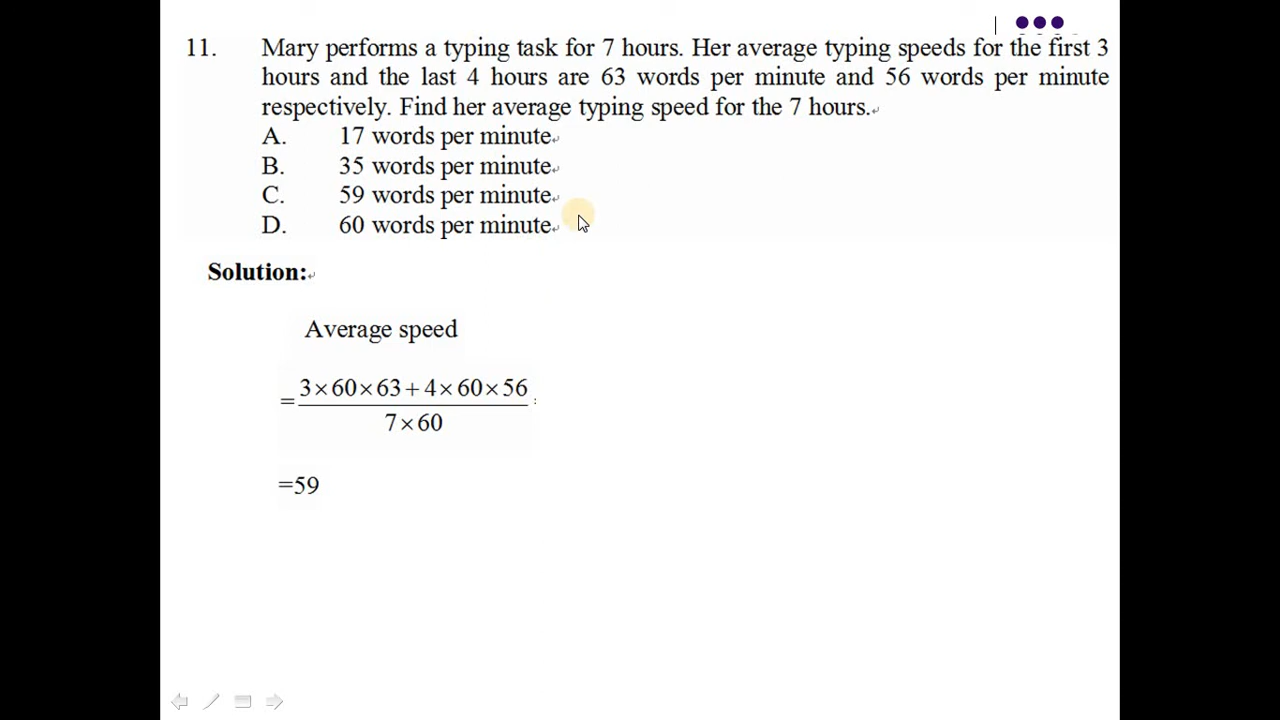 11. Mary performs a typing task for 7 hours. Her average typing speeds for the first 3
hours and the last 4 hours are 63 words per minute and 56 words per minute
respectively. Find her average typing speed for the 7 hours.
A. 17 words per minute
B. 35 words per minute
C. 59 words per minute
D. 60 words per minute
Solution:
Average speed
= 3×60×63+4×60×56
7×60
=59